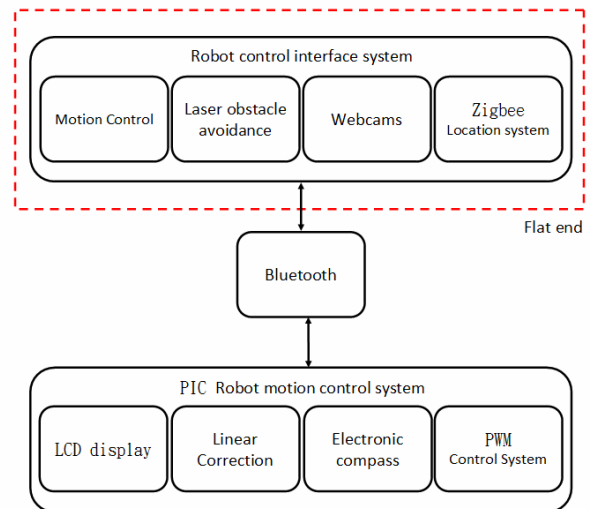 Robot control interface system
Motion Control
Laser obstacle
avoidance
Webcams
Zigbee
Location system
Flat end
Bluetooth
PIC Robot motion control system
LCD display
Linear
Correction
Electronic
compass
PWM
Control System